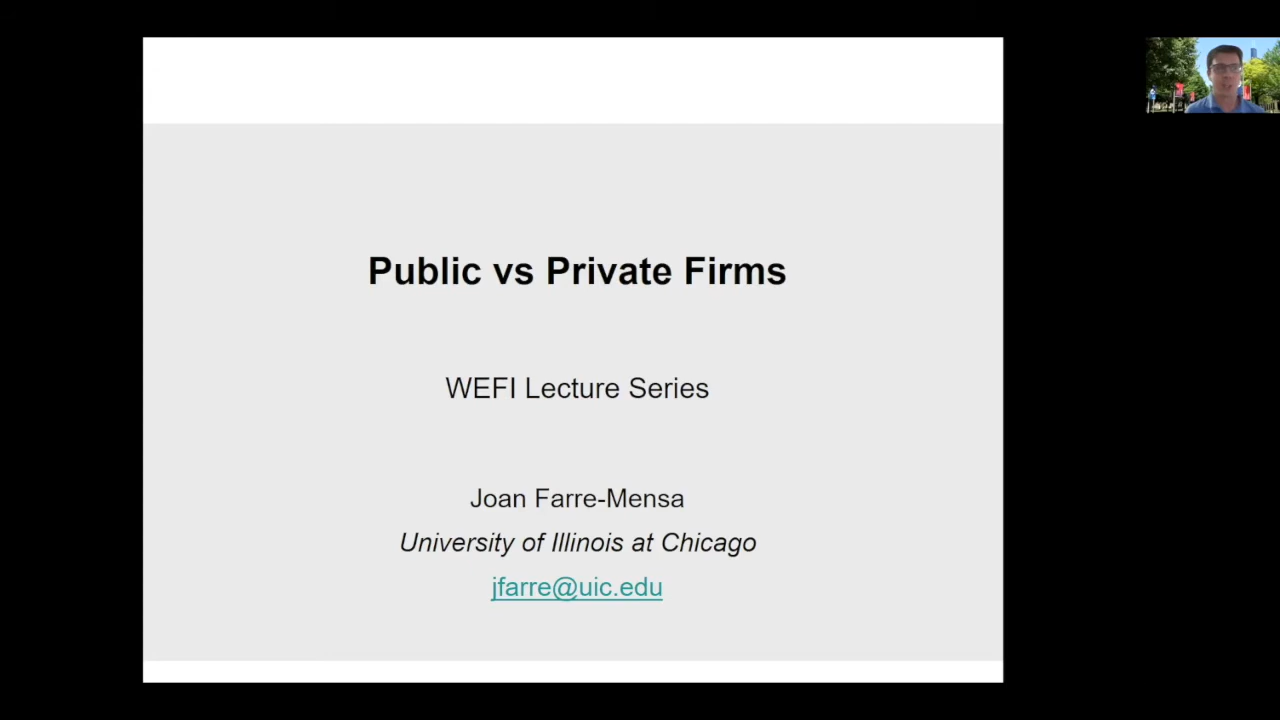 Public vs Private Firms
WEFI Lecture Series
Joan Farre-Mensa
University of Illinois at Chicago
jfarre@uic.edu